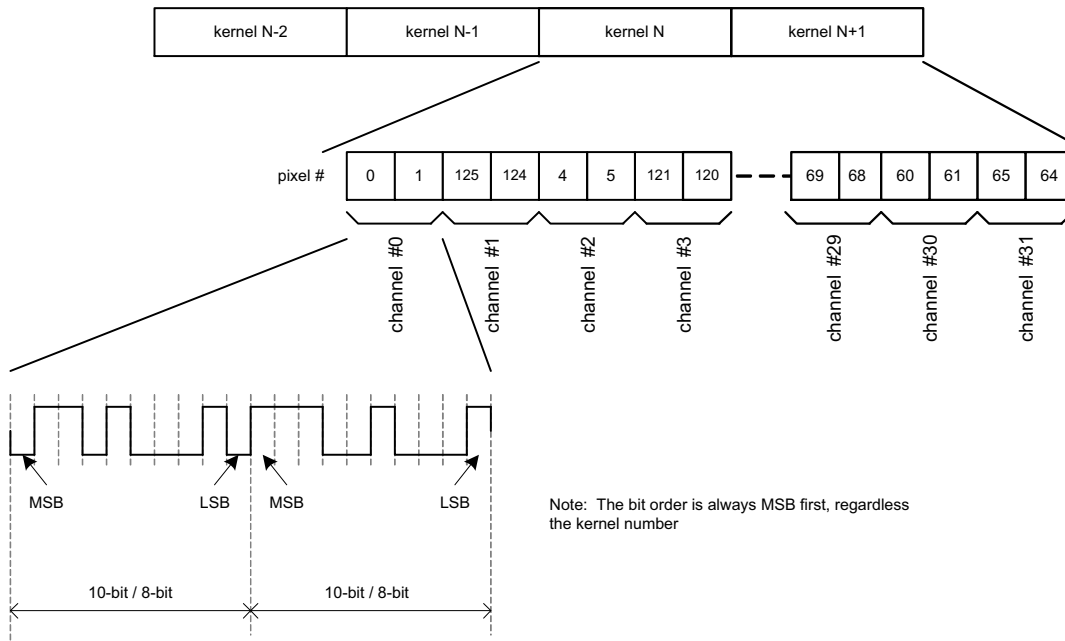 kernel N-2 kernel N-1 kernel N kernel N+1
pixel # 0 1 125 124 4 5 121 120 69 68 60 61 65 64
channel #0 channel #1 channel #2 channel #3 channel #29 channel #30 channel #31
MSB LSB MSB LSB
Note: The bit order is always MSB first, regardless
the kernel number
10-bit / 8-bit 10-bit / 8-bit